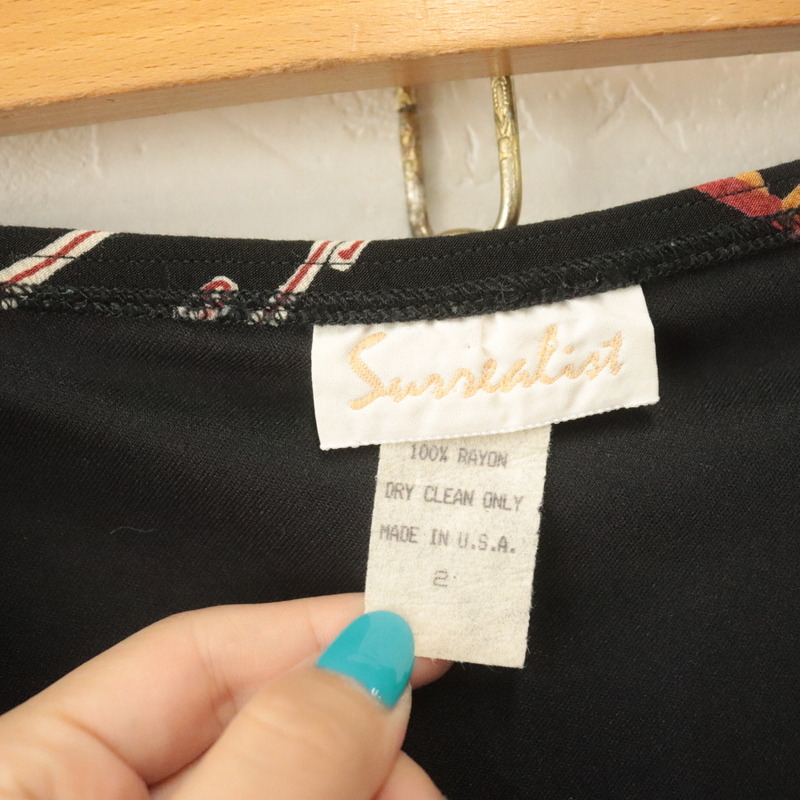 Surrealist
100% RAYON
DRY CLEAN ONLY
MADE IN U.S.A.
2